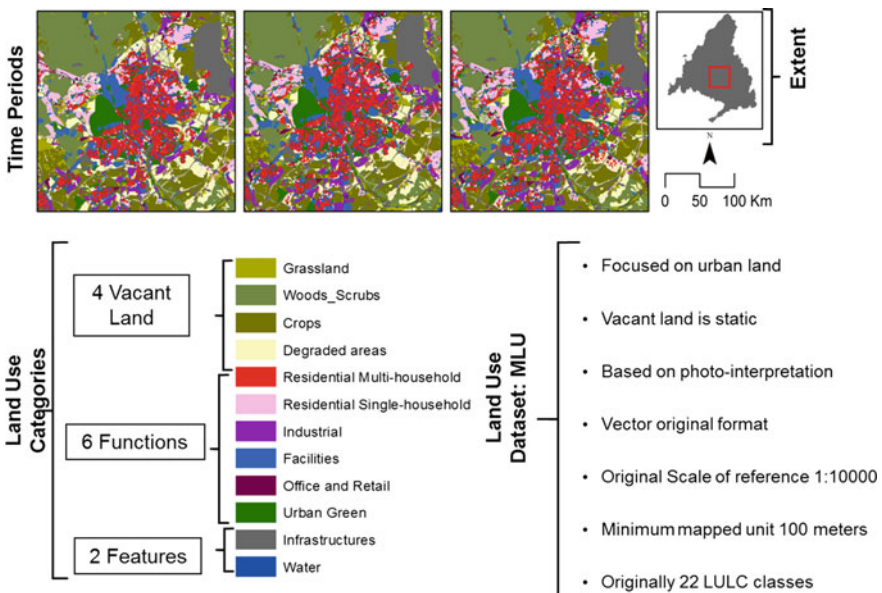 Time Periods
Extent
N
0 50 100 Km
Land Use
Categories
4 Vacant
Land
Grassland
Woods_Scrubs
Crops
Degraded areas
6 Functions
Residential Multi-household
Residential Single-household
Industrial
Facilities
Office and Retail
Urban Green
2 Features
Infrastructures
Water
Land Use
Dataset: MLU
• Focused on urban land
• Vacant land is static
• Based on photo-interpretation
• Vector original format
• Original Scale of reference 1:10000
• Minimum mapped unit 100 meters
• Originally 22 LULC classes